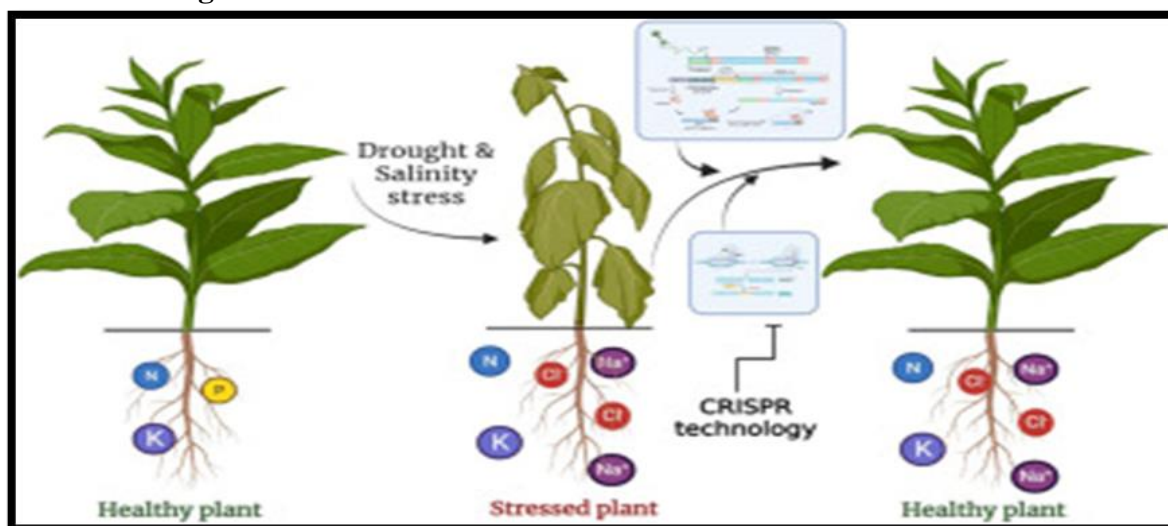 Drought &
Salinity
stress
N
P
K
Healthy plant
N
Cl
Na⁺
Cl
K
Na⁺
Stressed plant
CRISPR
technology
N
Cl
Na⁺
Cl
K
Na⁺
Healthy plant